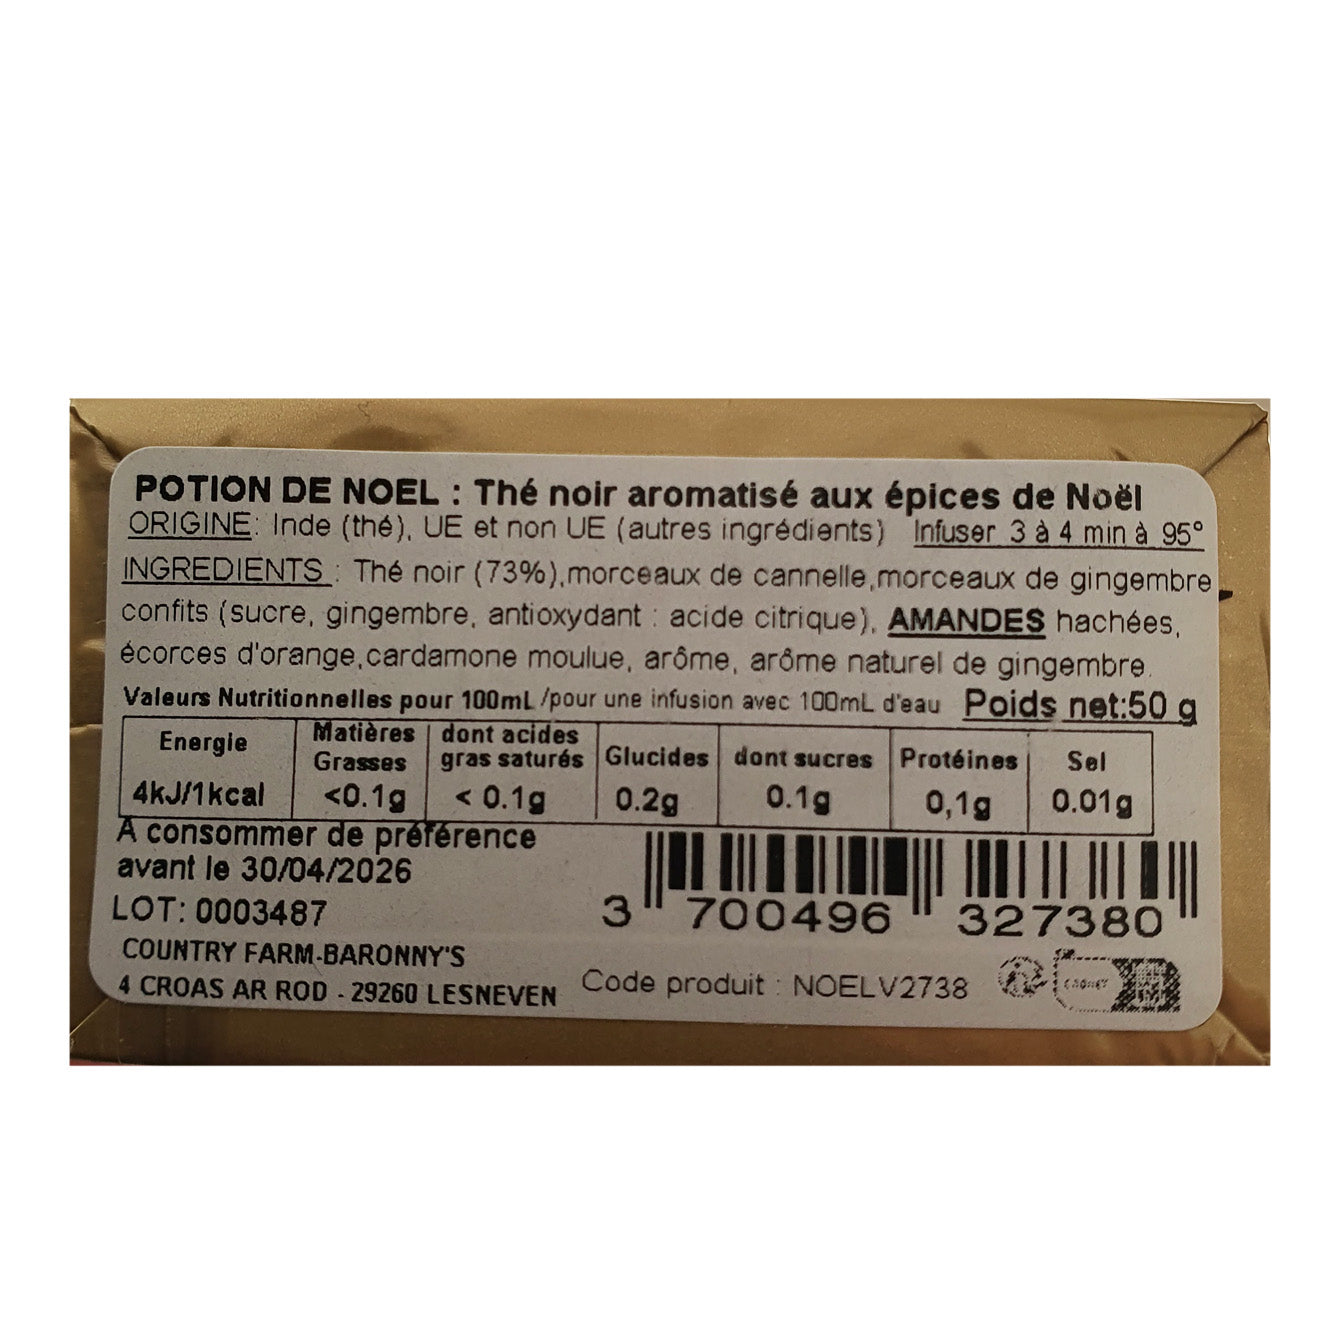 POTION DE NOEL : Thé noir aromatisé aux épices de Noël
ORIGINE: Inde (thé), UE et non UE (autres ingrédients) Infuser 3 à 4 min à 95°
INGREDIENTS : Thé noir (73%),morceaux de cannelle,morceaux de gingembre
confits (sucre, gingembre, antioxydant : acide citrique), AMANDES hachées,
écorces d'orange,cardamone moulue, arôme, arôme naturel de gingembre.
Valeurs Nutritionnelles pour 100mL /pour une infusion avec 100mL d'eau Poids net:50 g
Energie Matières Grasses dont acides gras saturés Glucides dont sucres Protéines Sel
4kJ/1kcal <0.1g < 0.1g 0.2g 0.1g 0,1g 0.01g
A consommer de préférence
avant le 30/04/2026
LOT: 0003487
3 700496 327380
COUNTRY FARM-BARONNY'S
4 CROAS AR ROD - 29260 LESNEVEN
Code produit : NOELV2738